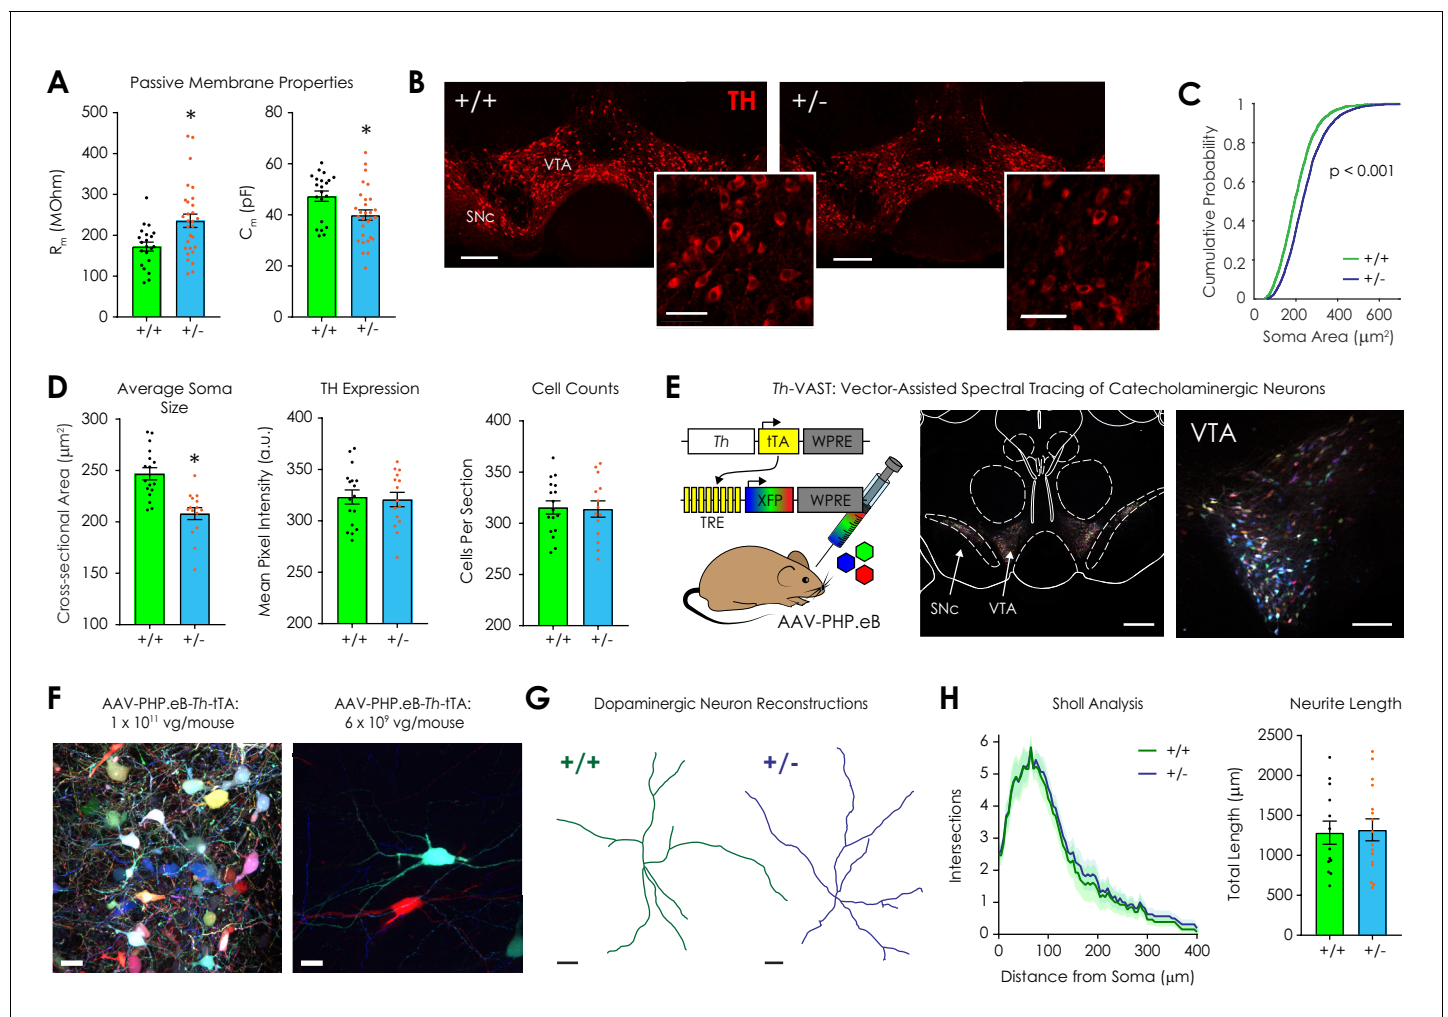 A
Passive Membrane Properties
Rm (MOhm)
500
400
300
200
100
0
*
+/+
+/-
Cm (pF)
80
60
40
20
0
*
+/+
+/-
B
+/+
TH
VTA
SNc
+/-
C
Cumulative Probability
1
0.8
0.6
0.4
0.2
0
p < 0.001
+/+
+/-
0 200 400 600
Soma Area (μm²)
D
Average Soma
Size
Cross-sectional Area (μm²)
300
250
200
150
100
*
+/+
+/-
TH Expression
Mean Pixel Intensity (a.u.)
400
350
300
250
200
+/+
+/-
Cell Counts
Cells Per Section
400
350
300
250
200
+/+
+/-
E
Th-VAST: Vector-Assisted Spectral Tracing of Catecholaminergic Neurons
Th
tTA
WPRE
XFP
WPRE
TRE
AAV-PHP.eB
SNc
VTA
VTA
F
AAV-PHP.eB-Th-tTA:
1 x 10¹¹ vg/mouse
AAV-PHP.eB-Th-tTA:
6 x 10⁹ vg/mouse
G
Dopaminergic Neuron Reconstructions
+/+
+/-
H
Sholl Analysis
Intersections
6
5
4
3
2
1
0
+/+
+/-
0 100 200 300 400
Distance from Soma (μm)
Neurite Length
Total Length (μm)
2500
2000
1500
1000
500
0
+/+
+/-